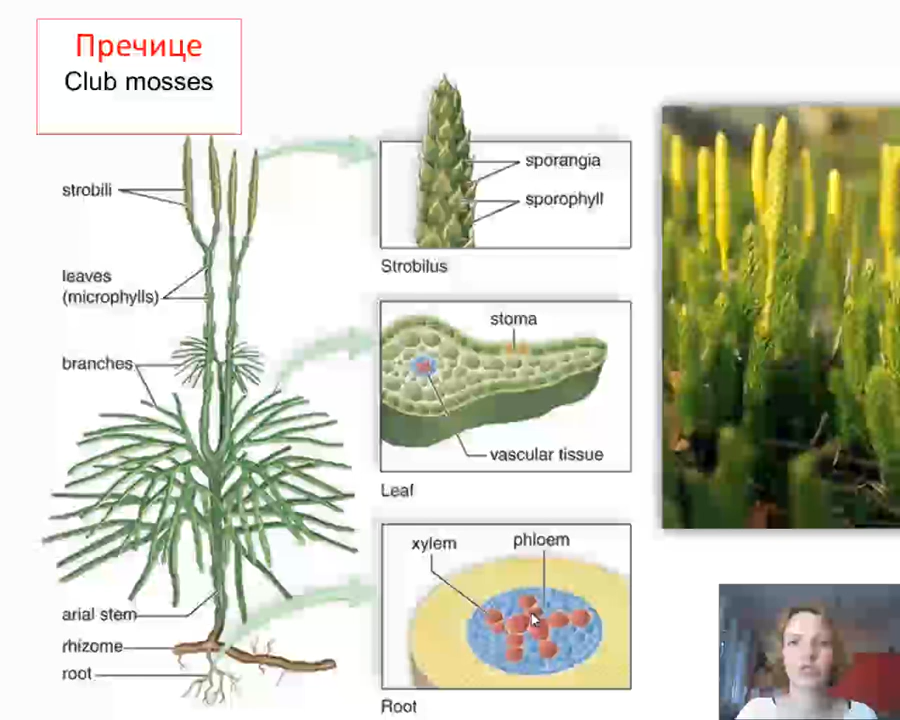 Пречице
Club mosses
strobili
leaves
(microphylls)
branches
arial stem
rhizome
root
sporangia
sporophyll
Strobilus
stoma
vascular tissue
Leaf
xylem
phloem
Root